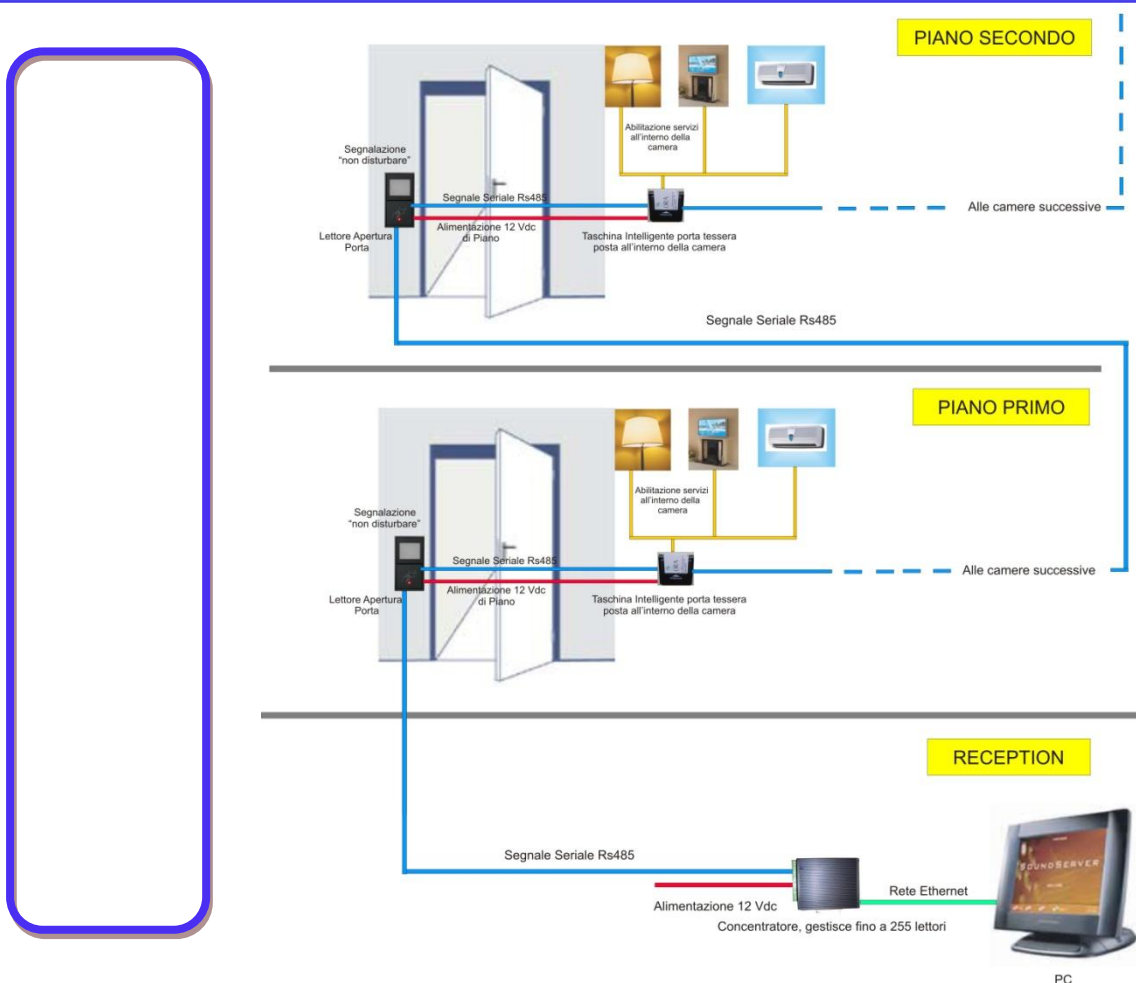 PIANO SECONDO
Abilitazione servizi
all'interno della
camera
Segnalazione
"non disturbare"
Segnale Seriale Rs485
Alimentazione 12 Vdc
di Piano
Alle camere successive
Lettore Apertura
Porta
Taschina Intelligente porta tessera
posta all'interno della camera
Segnale Seriale Rs485
PIANO PRIMO
Abilitazione servizi
all'interno della
camera
Segnalazione
"non disturbare"
Segnale Seriale Rs485
Alimentazione 12 Vdc
di Piano
Alle camere successive
Lettore Apertura
Porta
Taschina Intelligente porta tessera
posta all'interno della camera
RECEPTION
Segnale Seriale Rs485
SOUNDSERVER
Rete Ethernet
Alimentazione 12 Vdc
Concentratore, gestisce fino a 255 lettori
PC